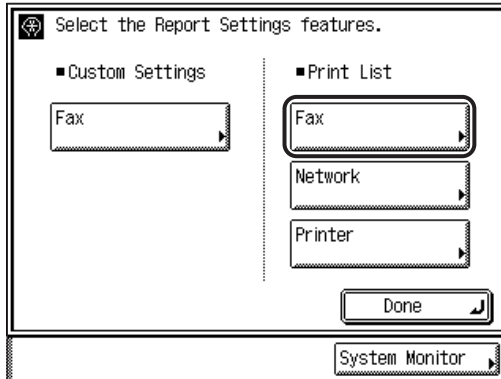 Select the Report Settings features.
■Custom Settings
■Print List
Fax
Fax
Network
Printer
Done
System Monitor